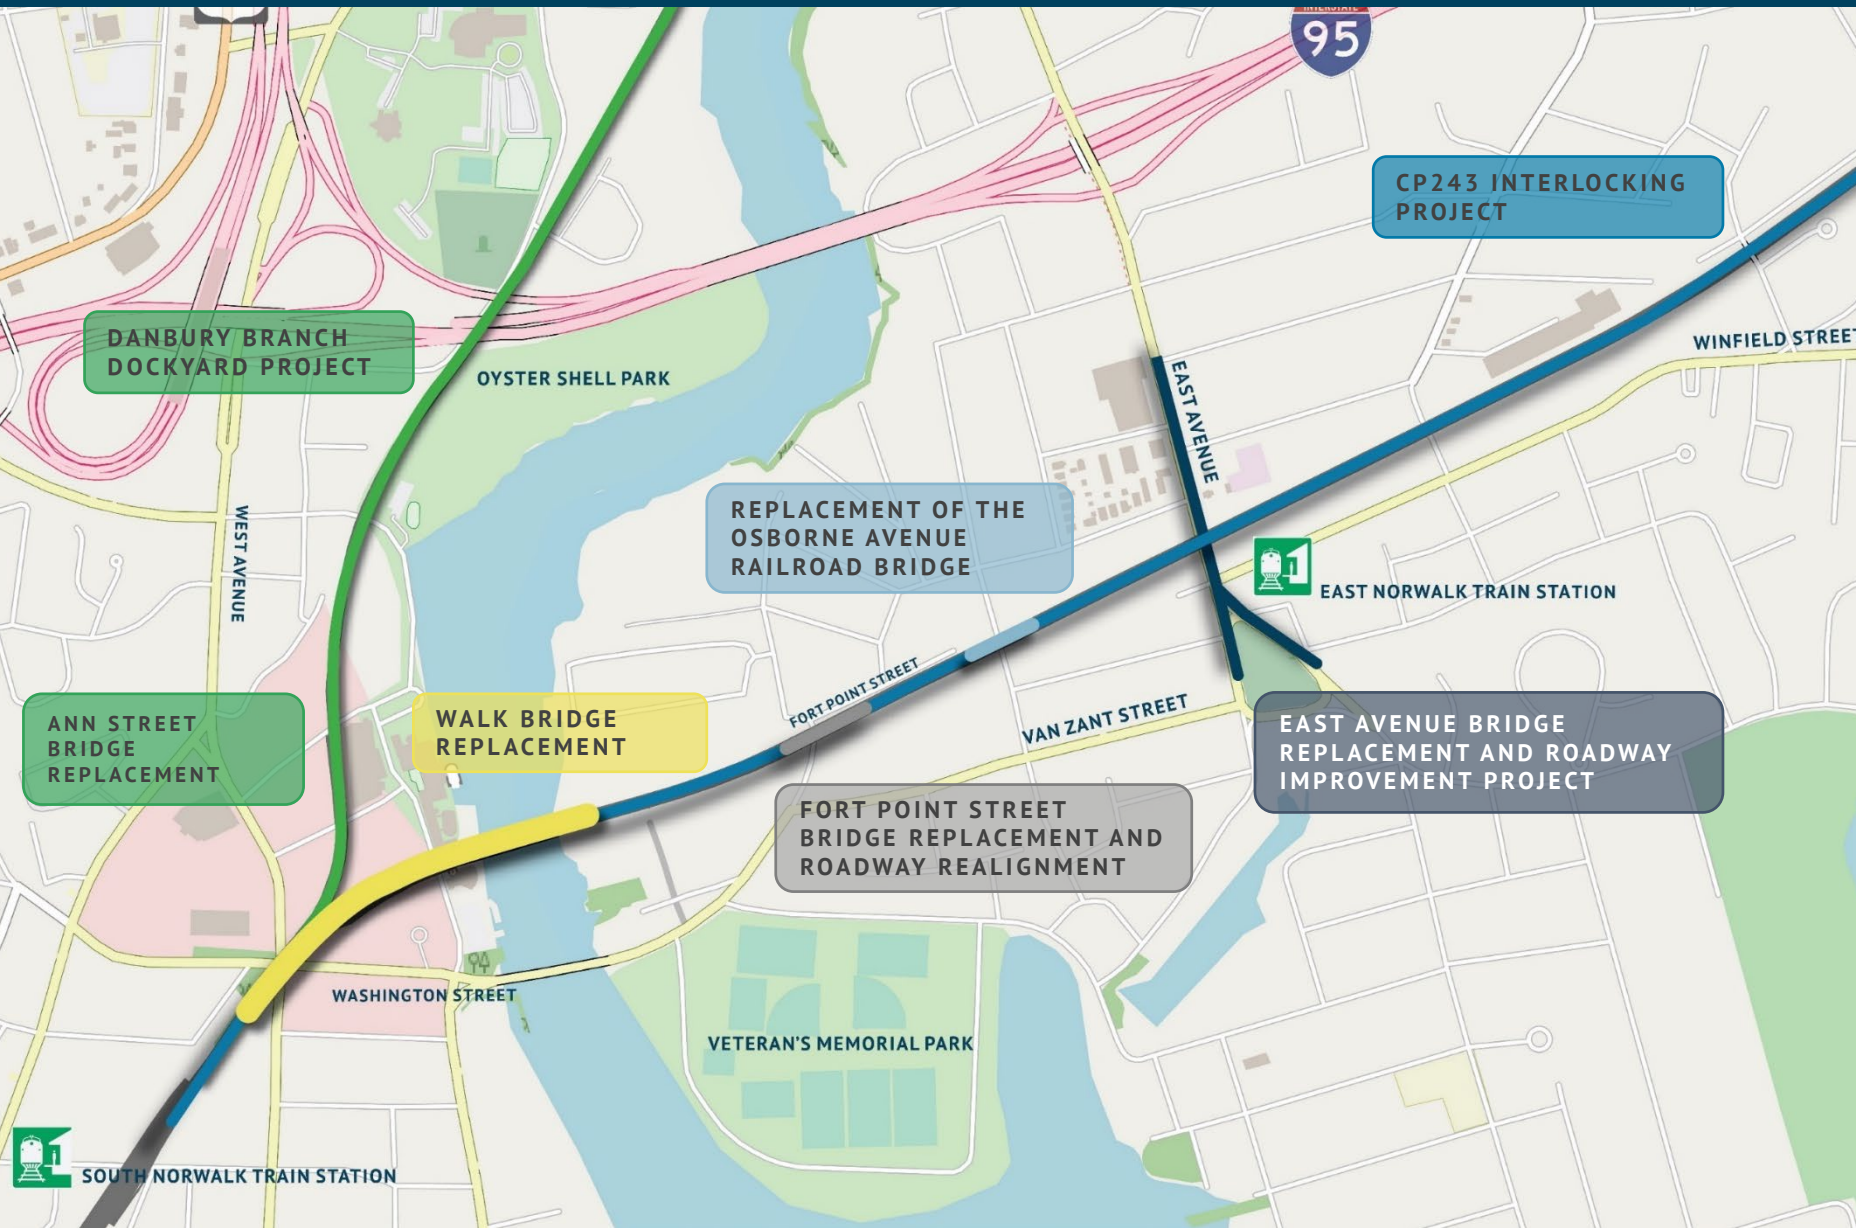 INTERSTATE
95
CP243 INTERLOCKING
PROJECT
DANBURY BRANCH
DOCKYARD PROJECT
OYSTER SHELL PARK
WINFIELD STREET
EAST AVENUE
WEST AVENUE
REPLACEMENT OF THE
OSBORNE AVENUE
RAILROAD BRIDGE
EAST NORWALK TRAIN STATION
FORT POINT STREET
VAN ZANT STREET
ANN STREET
BRIDGE
REPLACEMENT
WALK BRIDGE
REPLACEMENT
EAST AVENUE BRIDGE
REPLACEMENT AND ROADWAY
IMPROVEMENT PROJECT
FORT POINT STREET
BRIDGE REPLACEMENT AND
ROADWAY REALIGNMENT
WASHINGTON STREET
VETERAN'S MEMORIAL PARK
SOUTH NORWALK TRAIN STATION